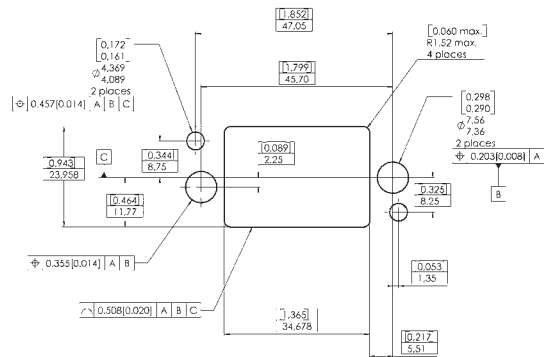 [1,852]
47,05
[1,799]
45,70
[0,060 max.]
R1.52 max.
4 places
[0,172
0,161]
⌀ 4,369
4,089
2 places
⌖ 0.457[0.014] A B C
[0,298
0,290]
⌀ 7,56
7,36
2 places
⌖ 0.203[0,008] A
B
[0,943]
23,958
C
[0,344]
8,75
[0,089]
2,25
[0,464]
11,77
[0,325]
8.25
⌖ 0.355[0,014] A B
[0,053]
1,35
⌒ 0.508[0.020] A B C
[1,365]
34,678
[0,217]
5,51